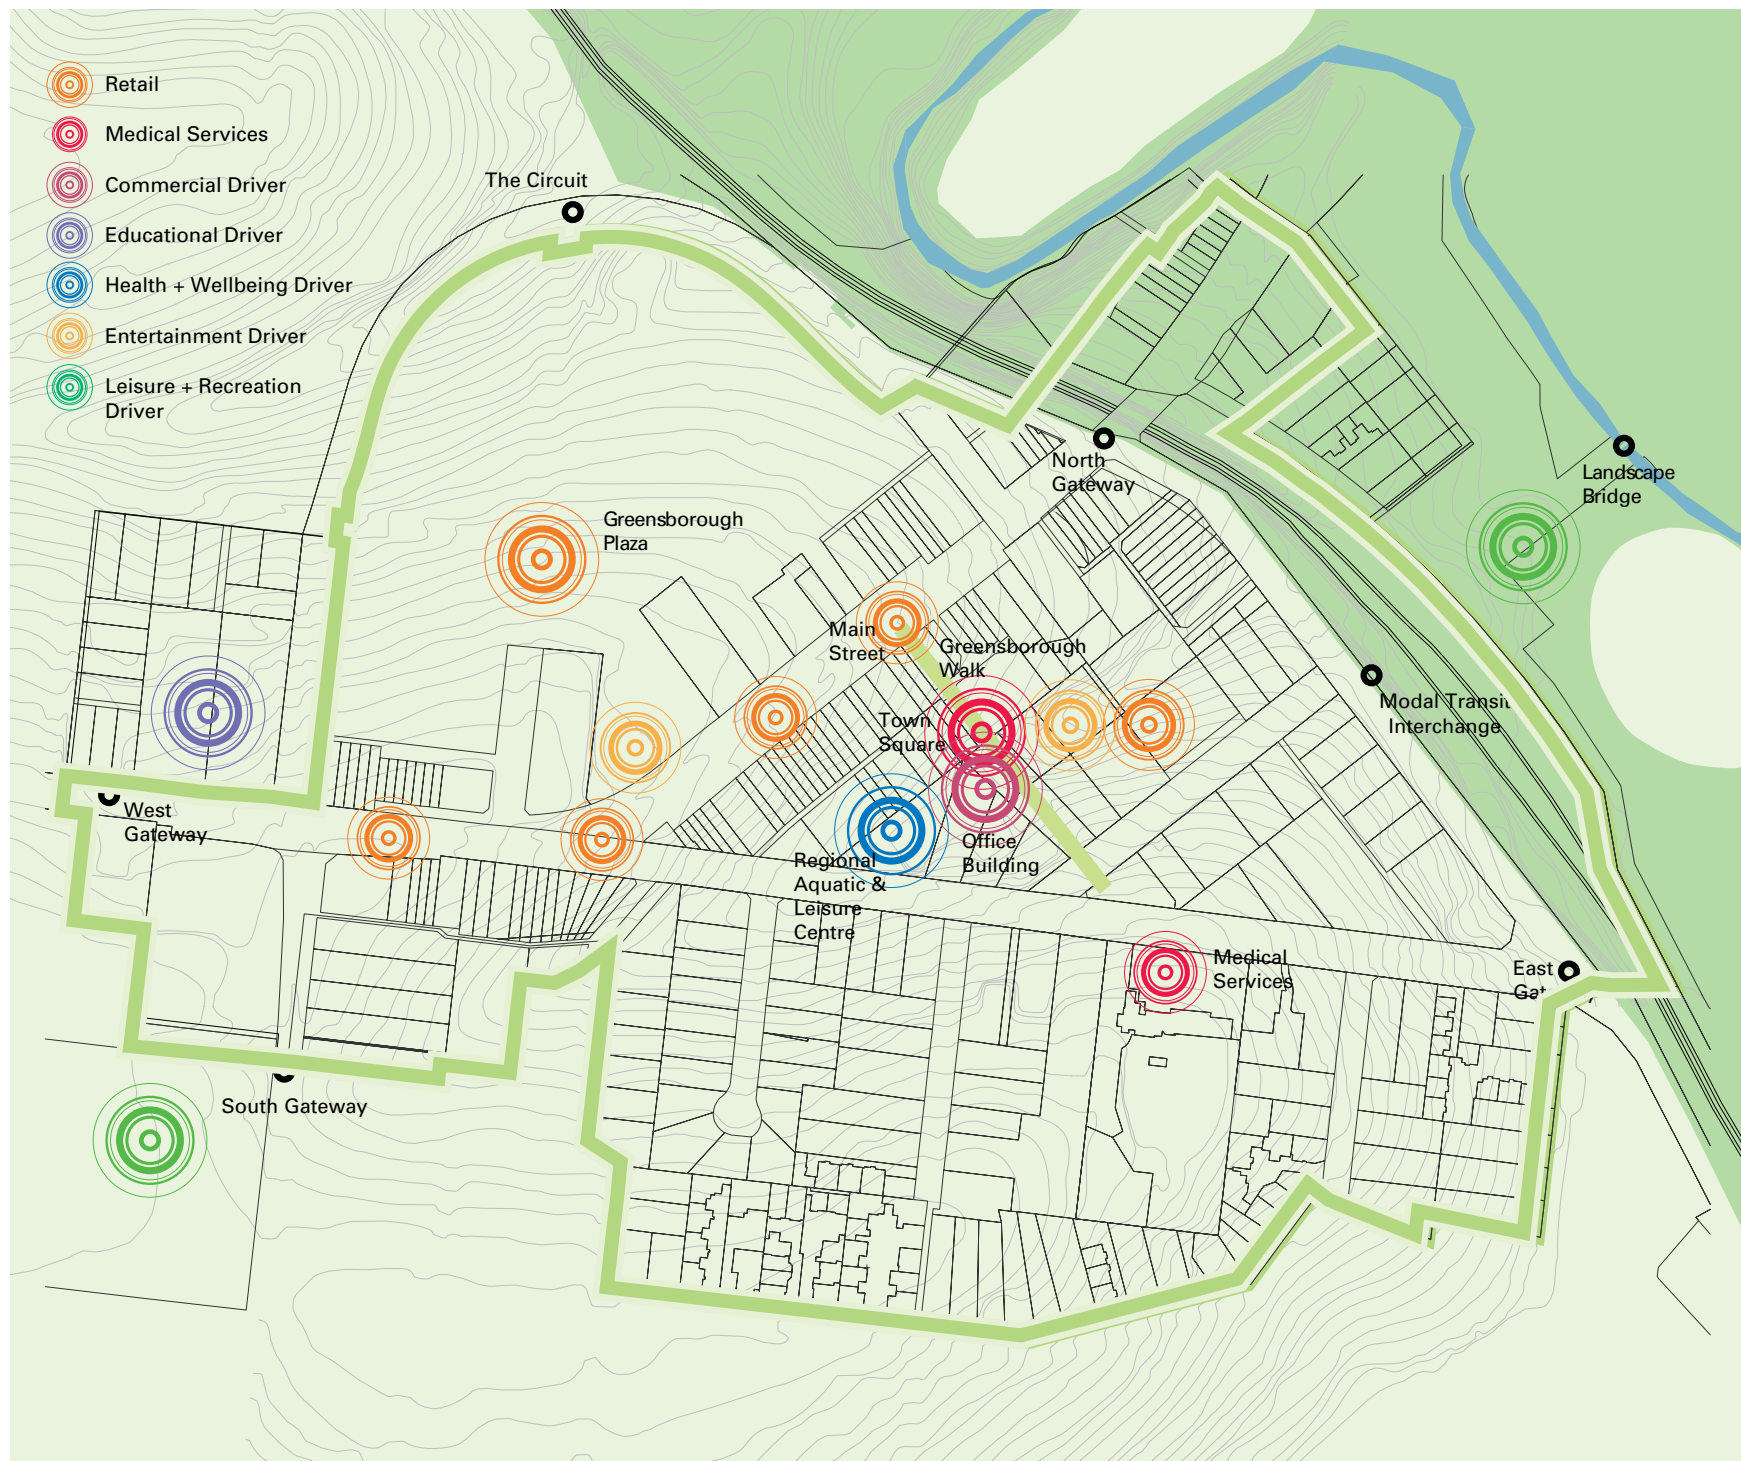 Retail
Medical Services
Commercial Driver
Educational Driver
Health + Wellbeing Driver
Entertainment Driver
Leisure + Recreation
Driver
The Circuit
North
Gateway
Landscape
Bridge
Greensborough
Plaza
Main
Street
Greensborough
Walk
Town
Square
Modal Transit
Interchange
West
Gateway
Office
Building
Regional
Aquatic &
Leisure
Centre
Medical
Services
East
South Gateway